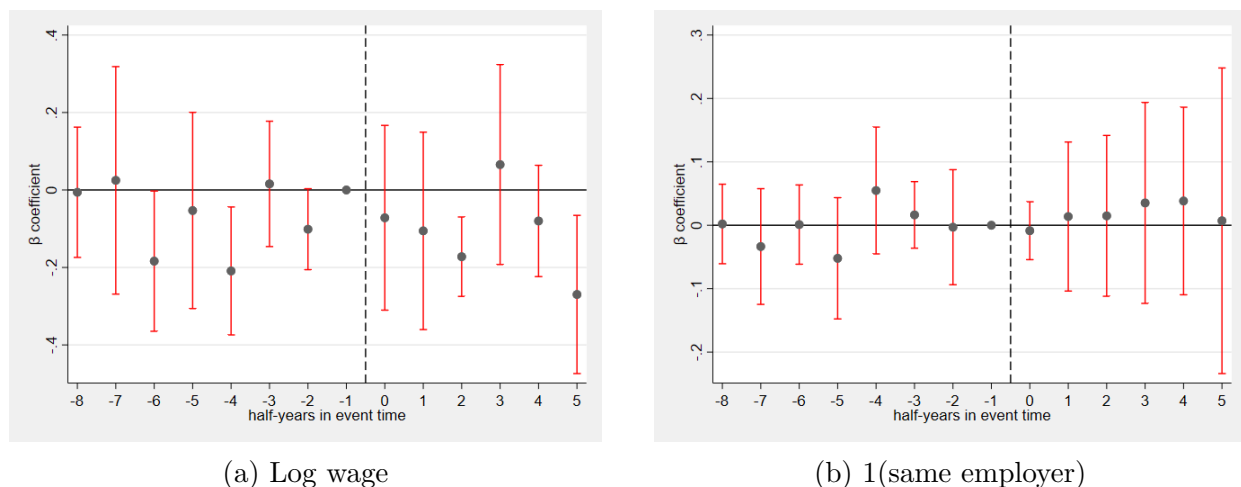 .4
.2
0
-.2
-.4
β coefficient
-8 -7 -6 -5 -4 -3 -2 -1 0 1 2 3 4 5
half-years in event time
(a) Log wage
.3
.2
0.1
0
-0.1
-.2
β coefficient
-8 -7 -6 -5 -4 -3 -2 -1 0 1 2 3 4 5
half-years in event time
(b) 1(same employer)